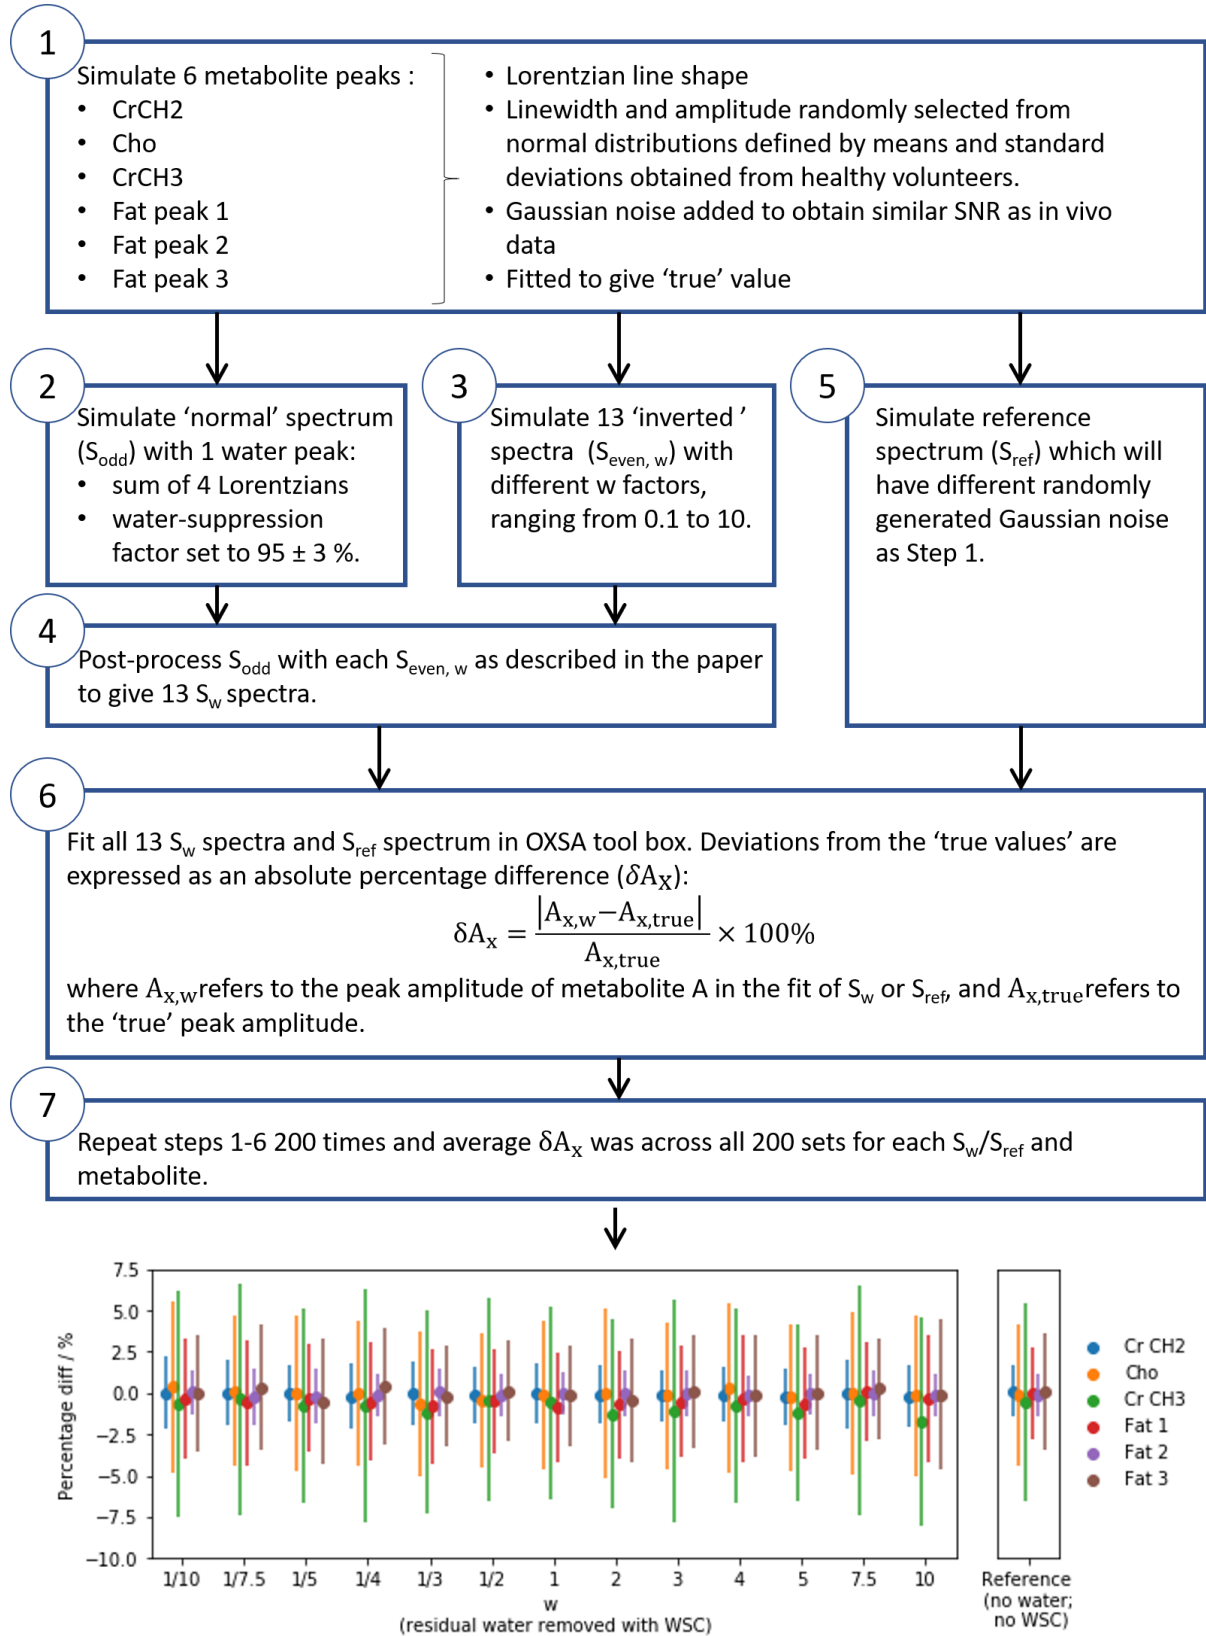 1
Simulate 6 metabolite peaks :
• CrCH2
• Cho
• CrCH3
• Fat peak 1
• Fat peak 2
• Fat peak 3
• Lorentzian line shape
• Linewidth and amplitude randomly selected from
normal distributions defined by means and standard
deviations obtained from healthy volunteers.
• Gaussian noise added to obtain similar SNR as in vivo
data
• Fitted to give ‘true’ value
2
Simulate ‘normal’ spectrum
(Sodd) with 1 water peak:
• sum of 4 Lorentzians
• water-suppression
factor set to 95 ± 3 %.
3
Simulate 13 ‘inverted ’
spectra (Seven, w) with
different w factors,
ranging from 0.1 to 10.
5
Simulate reference
spectrum (Sref) which will
have different randomly
generated Gaussian noise
as Step 1.
4
Post-process Sodd with each Seven, w as described in the paper
to give 13 Sw spectra.
6
Fit all 13 Sw spectra and Sref spectrum in OXSA tool box. Deviations from the ‘true values’ are
expressed as an absolute percentage difference (δAX):
δAx = |Ax,w−Ax,true| / Ax,true × 100%
where Ax,w refers to the peak amplitude of metabolite A in the fit of Sw or Sref, and Ax,true refers to
the ‘true’ peak amplitude.
7
Repeat steps 1-6 200 times and average δAx was across all 200 sets for each Sw/Sref and
metabolite.
Percentage diff / %
7.5
5.0
2.5
0.0
−2.5
−5.0
−7.5
−10.0
1/10 1/7.5 1/5 1/4 1/3 1/2 1 2 3 4 5 7.5 10
w
(residual water removed with WSC)
Reference
(no water;
no WSC)
Cr CH2
Cho
Cr CH3
Fat 1
Fat 2
Fat 3